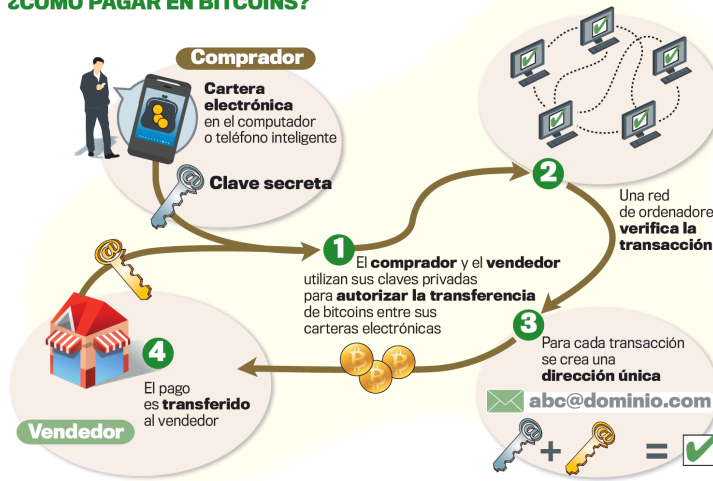 ¿CÓMO PAGAR EN BITCOINS?
Comprador
Cartera
electrónica
en el computador
o teléfono inteligente
Clave secreta
1
El comprador y el vendedor
utilizan sus claves privadas
para autorizar la transferencia
de bitcoins entre sus
carteras electrónicas
2
Una red
de ordenadore
verifica la
transacción
3
Para cada transacción
se crea una
dirección única
abc@dominio.com
+ =
4
El pago
es transferido
al vendedor
Vendedor